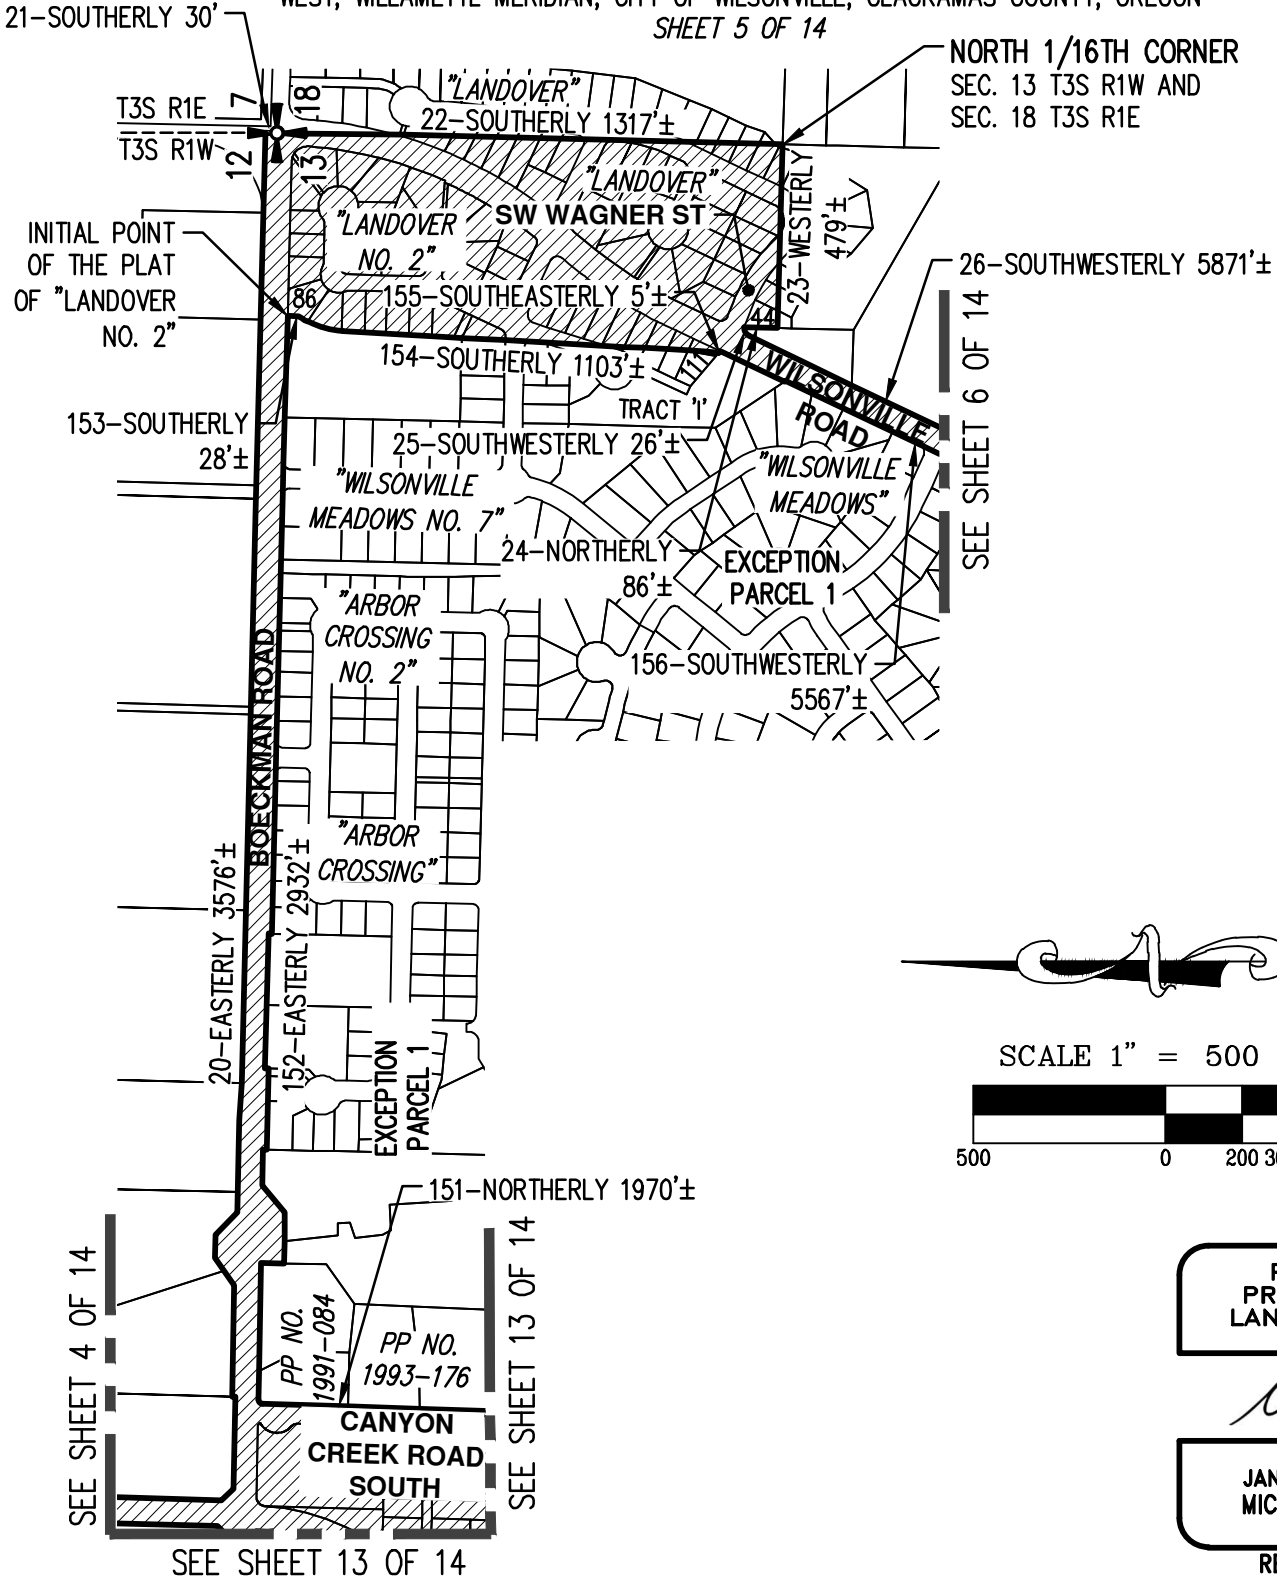 WEST, WILLAMETTE MERIDIAN, CITY OF WILSONVILLE, CLACKAMAS COUNTY, OREGON
SHEET 5 OF 14
21-SOUTHERLY 30'
NORTH 1/16TH CORNER
SEC. 13 T3S R1W AND
SEC. 18 T3S R1E
T3S R1E
T3S R1W
7
18
12
13
"LANDOVER"
22-SOUTHERLY 1317'±
"LANDOVER"
SW WAGNER ST
"LANDOVER
NO. 2"
23-WESTERLY
479'±
INITIAL POINT
OF THE PLAT
OF "LANDOVER
NO. 2"
86
155-SOUTHEASTERLY 5'±
44
26-SOUTHWESTERLY 5871'±
154-SOUTHERLY 1103'±
111
TRACT 'I'
WILSONVILLE
ROAD
SEE SHEET 6 OF 14
153-SOUTHERLY
28'±
25-SOUTHWESTERLY 26'±
"WILSONVILLE
MEADOWS NO. 7"
"WILSONVILLE
MEADOWS"
24-NORTHERLY
86'±
EXCEPTION
PARCEL 1
"ARBOR
CROSSING
NO. 2"
156-SOUTHWESTERLY
5567'±
BOECKMAN ROAD
"ARBOR
CROSSING"
20-EASTERLY 3576'±
152-EASTERLY 2932'±
EXCEPTION
PARCEL 1
SCALE 1" = 500
500
0
200
151-NORTHERLY 1970'±
SEE SHEET 4 OF 14
PP NO.
1991-084
PP NO.
1993-176
SEE SHEET 13 OF 14
CANYON
CREEK ROAD
SOUTH
SEE SHEET 13 OF 14